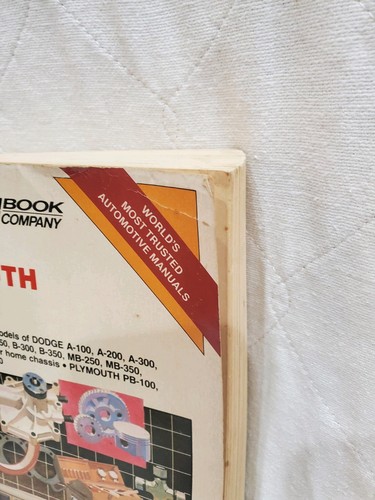 BOOK
COMPANY
WORLD'S
MOST TRUSTED
AUTOMOTIVE MANUALS
TH
odels of DODGE A-100, A-200, A-300,
50, B-300, B-350, MB-250, MB-350,
r home chassis • PLYMOUTH PB-100,